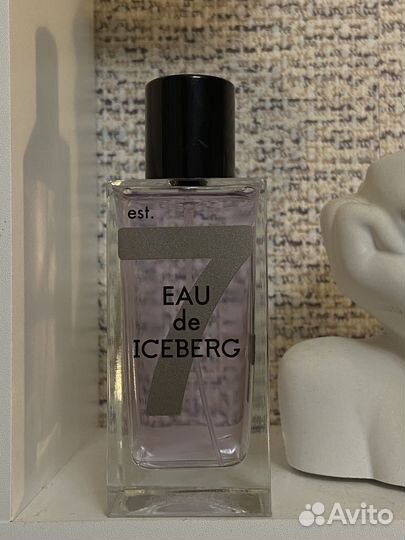 est.
7
EAU
de
ICEBERG
Avito